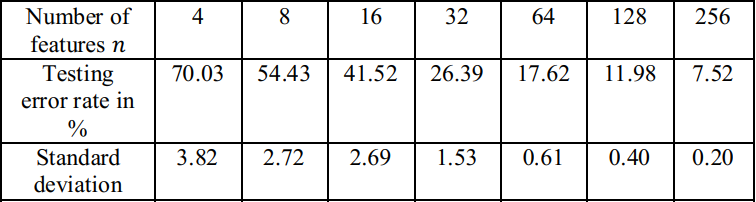 Number of features n 4 8 16 32 64 128 256
Testing error rate in % 70.03 54.43 41.52 26.39 17.62 11.98 7.52
Standard deviation 3.82 2.72 2.69 1.53 0.61 0.40 0.20